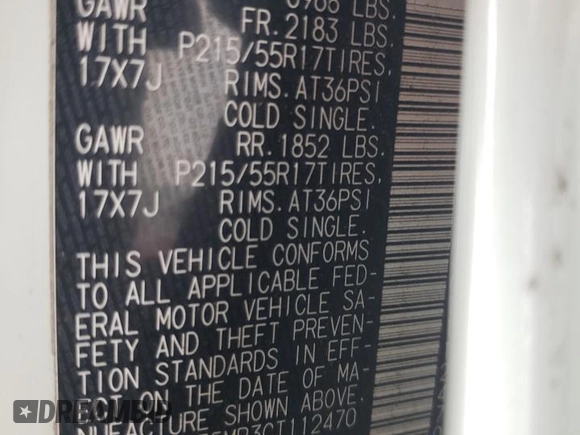 GAWR FR. 2183 LBS.
WITH P215/55R17TIRES,
17X7J RIMS. AT36PSI
COLD SINGLE.
GAWR RR. 1852 LBS.
WITH P215/55R17TIRES,
17X7J RIMS. AT36PSI
COLD SINGLE.
THIS VEHICLE CONFORMS
TO ALL APPLICABLE FED-
ERAL MOTOR VEHICLE SA-
FETY AND THEFT PREVEN-
TION STANDARDS IN EFF-
ECT ON THE DATE OF MA-
NUFACTURE SHOWN ABOVE.